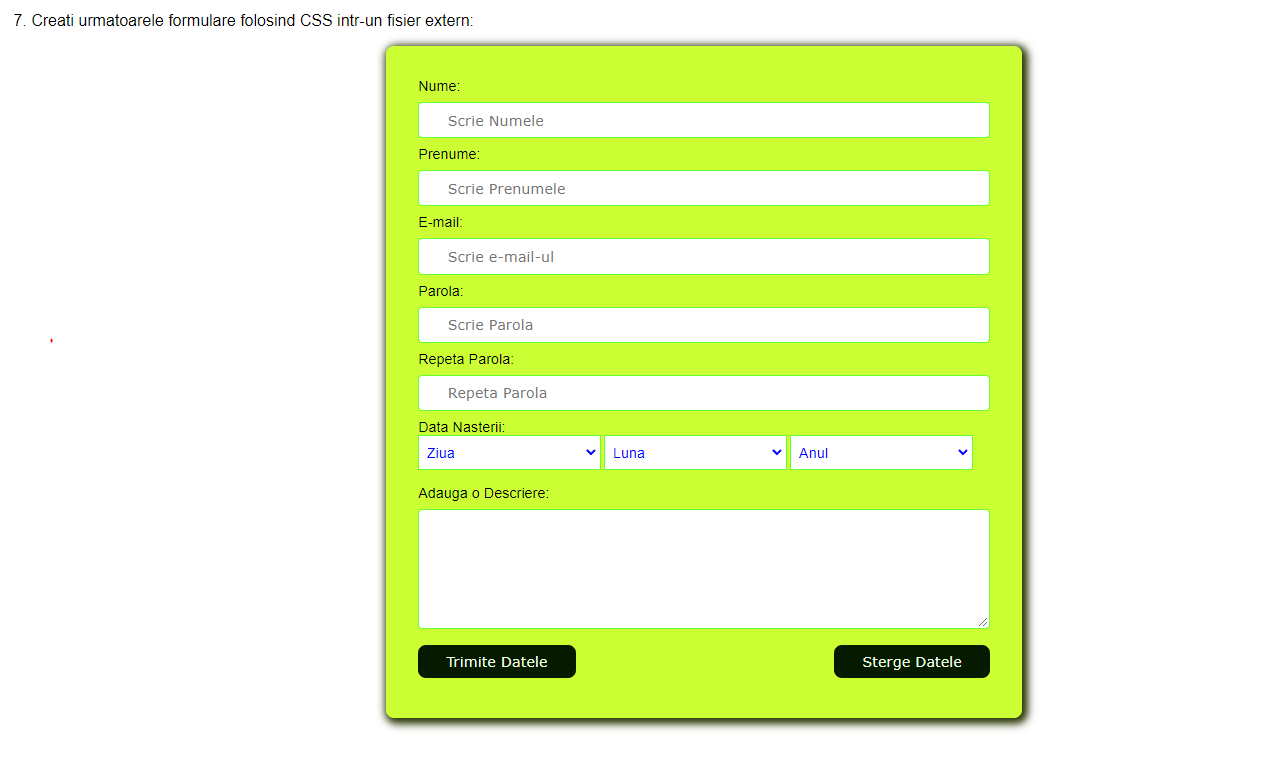 7. Creati urmatoarele formulare folosind CSS intr-un fisier extern:
Nume:
Scrie Numele
Prenume:
Scrie Prenumele
E-mail:
Scrie e-mail-ul
Parola:
Scrie Parola
Repeta Parola:
Repeta Parola
Data Nasterii:
Ziua Luna Anul
Adauga o Descriere:
Trimite Datele Sterge Datele